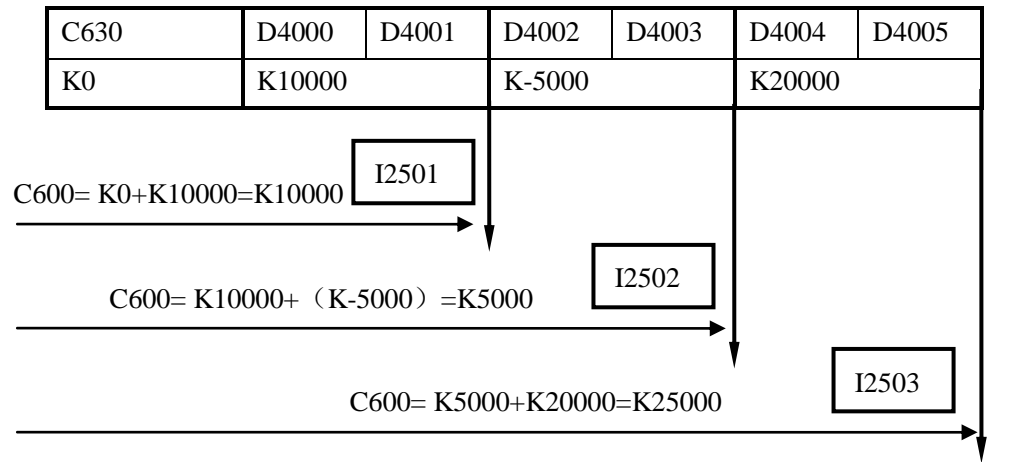 C630 D4000 D4001 D4002 D4003 D4004 D4005
K0 K10000 K-5000 K20000
I2501
C600= K0+K10000=K10000
I2502
C600= K10000+（K-5000）=K5000
I2503
C600= K5000+K20000=K25000